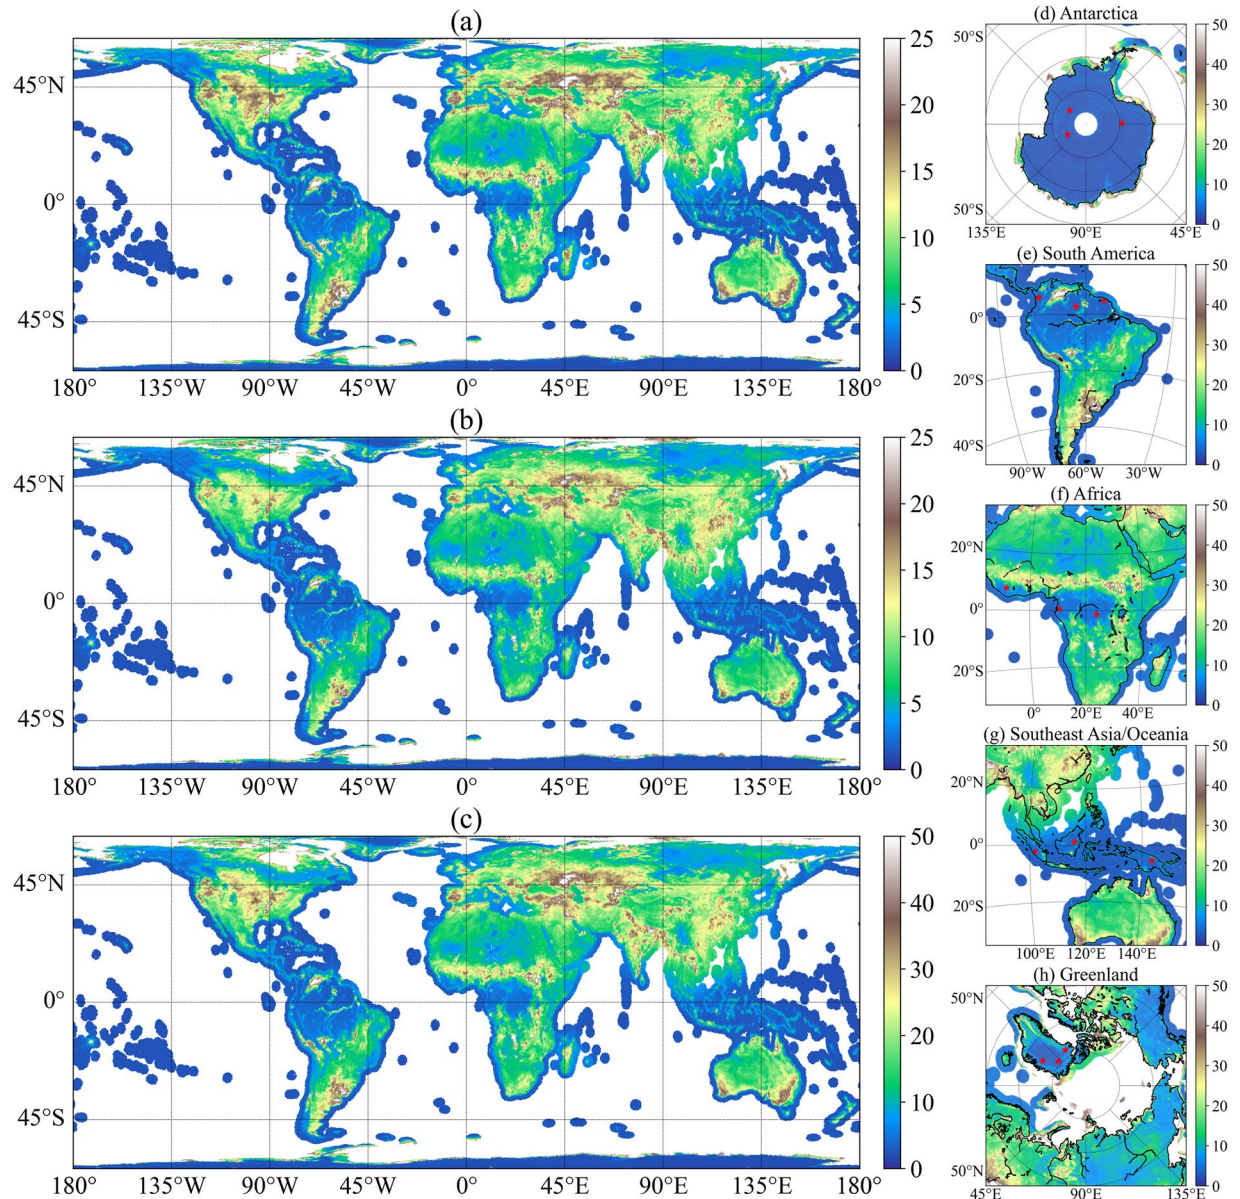 (a)
45°N
0°
45°S
180° 135°W 90°W 45°W 0° 45°E 90°E 135°E 180°
25
20
15
10
5
0
(b)
45°N
0°
45°S
180° 135°W 90°W 45°W 0° 45°E 90°E 135°E 180°
25
20
15
10
5
0
(c)
45°N
0°
45°S
180° 135°W 90°W 45°W 0° 45°E 90°E 135°E 180°
50
40
30
20
10
0
(d) Antarctica
50°S
50°S
135°E 90°E 45°E
50
40
30
20
10
0
(e) South America
0°
20°S
40°S
90°W 60°W 30°W
50
40
30
20
10
0
(f) Africa
20°N
0°
20°S
0° 20°E 40°E
50
40
30
20
10
0
(g) Southeast Asia/Oceania
20°N
0°
20°S
100°E 120°E 140°E
50
40
30
20
10
0
(h) Greenland
50°N
50°N
45°E 90°E 135°E
50
40
30
20
10
0